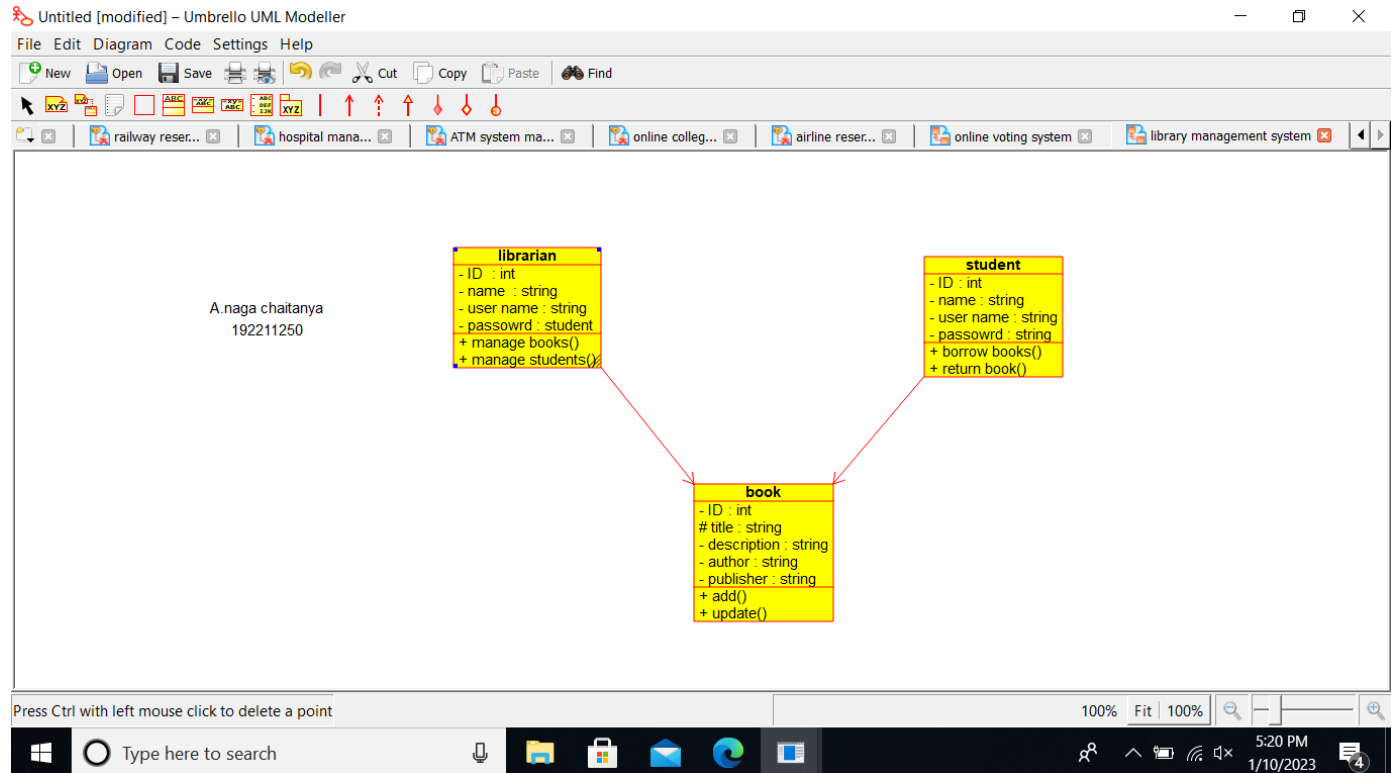 Untitled [modified] – Umbrello UML Modeller
File Edit Diagram Code Settings Help
New Open Save Cut Copy Paste Find
railway reser... hospital mana... ATM system ma... online colleg... airline reser... online voting system library management system
A.naga chaitanya
192211250
librarian
- ID : int
- name : string
- user name : string
- passowrd : student
+ manage books()
+ manage students()
student
- ID : int
- name : string
- user name : string
- passowrd : string
+ borrow books()
+ return book()
book
- ID : int
# title : string
- description : string
- author : string
- publisher : string
+ add()
+ update()
Press Ctrl with left mouse click to delete a point
100% Fit 100%
Type here to search
5:20 PM
1/10/2023
4